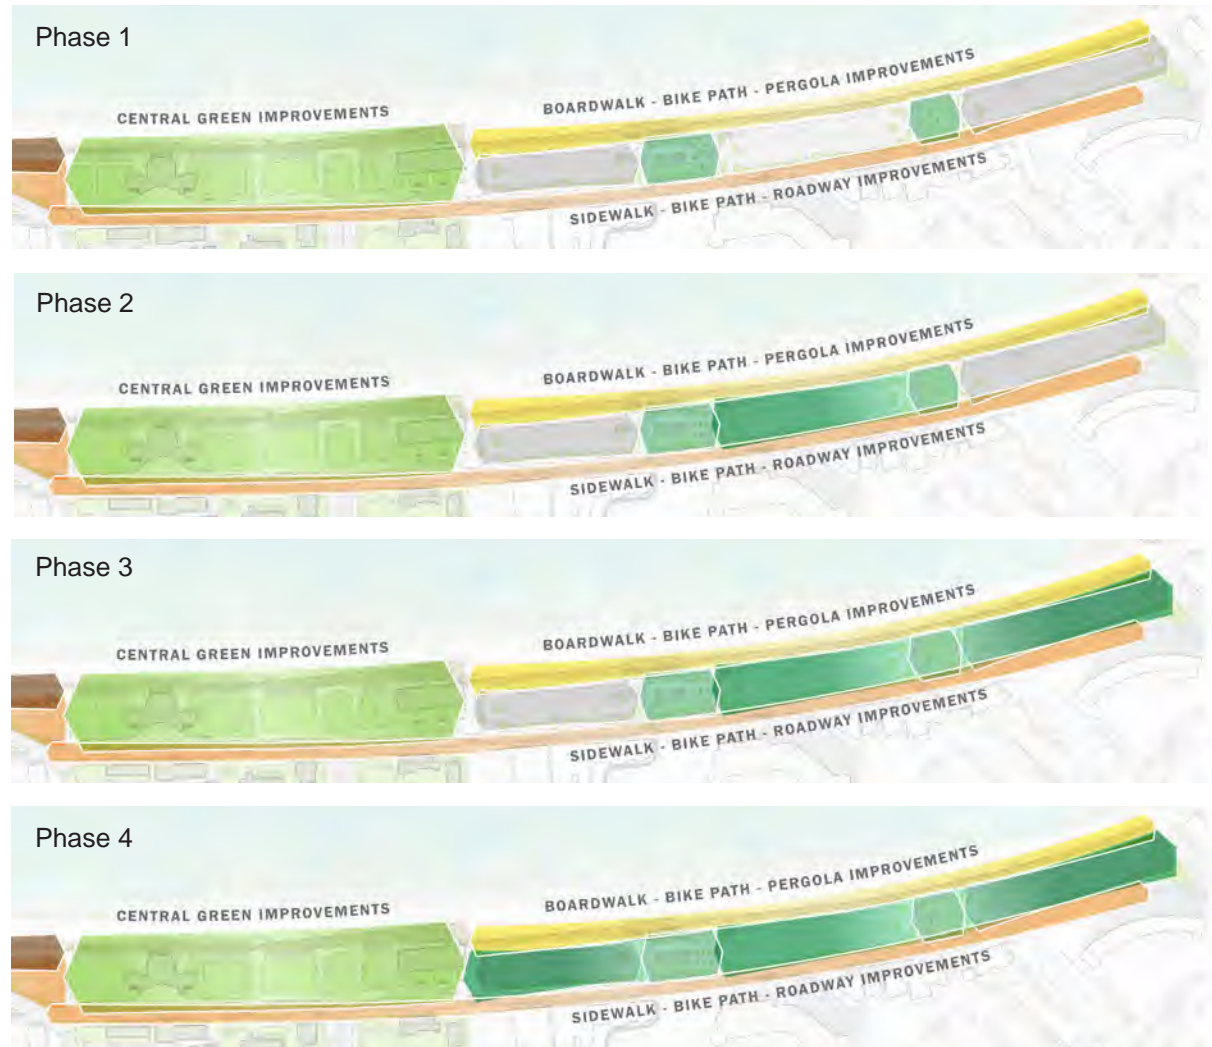 Phase 1
CENTRAL GREEN IMPROVEMENTS
BOARDWALK - BIKE PATH - PERGOLA IMPROVEMENTS
SIDEWALK - BIKE PATH - ROADWAY IMPROVEMENTS
Phase 2
CENTRAL GREEN IMPROVEMENTS
BOARDWALK - BIKE PATH - PERGOLA IMPROVEMENTS
SIDEWALK - BIKE PATH - ROADWAY IMPROVEMENTS
Phase 3
CENTRAL GREEN IMPROVEMENTS
BOARDWALK - BIKE PATH - PERGOLA IMPROVEMENTS
SIDEWALK - BIKE PATH - ROADWAY IMPROVEMENTS
Phase 4
CENTRAL GREEN IMPROVEMENTS
BOARDWALK - BIKE PATH - PERGOLA IMPROVEMENTS
SIDEWALK - BIKE PATH - ROADWAY IMPROVEMENTS